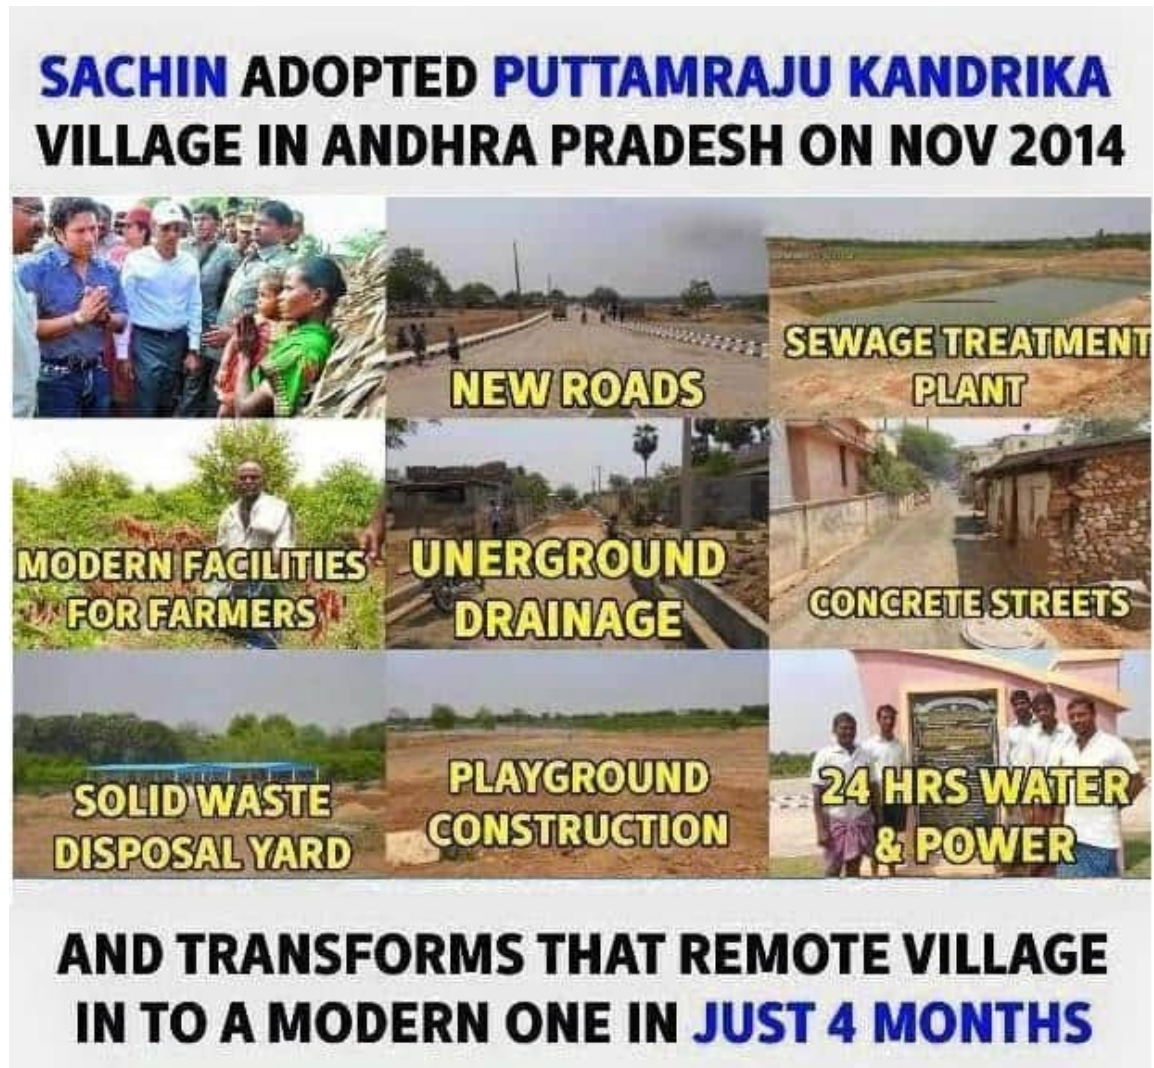 SACHIN ADOPTED PUTTAMRAJU KANDRIKA
VILLAGE IN ANDHRA PRADESH ON NOV 2014
NEW ROADS
SEWAGE TREATMENT
PLANT
MODERN FACILITIES
FOR FARMERS
UNERGROUND
DRAINAGE
CONCRETE STREETS
SOLID WASTE
DISPOSAL YARD
PLAYGROUND
CONSTRUCTION
24 HRS WATER
& POWER
AND TRANSFORMS THAT REMOTE VILLAGE
IN TO A MODERN ONE IN JUST 4 MONTHS